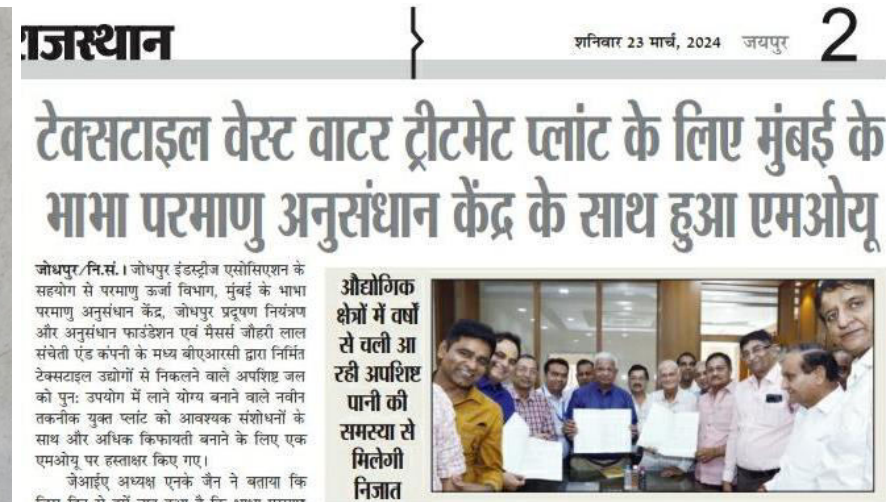 राजस्थान
शनिवार 23 मार्च, 2024 जयपुर 2
टेक्सटाइल वेस्ट वाटर ट्रीटमेट प्लांट के लिए मुंबई के
भाभा परमाणु अनुसंधान केंद्र के साथ हुआ एमओयू
जोधपुर/नि.सं.। जोधपुर इंडस्ट्रीज एसोसिएशन के
सहयोग से परमाणु ऊर्जा विभाग, मुंबई के भाभा
परमाणु अनुसंधान केंद्र, जोधपुर प्रदूषण नियंत्रण
और अनुसंधान फाउंडेशन एवं मैसर्स जौहरी लाल
संचेती एंड कंपनी के मध्य बीएआरसी द्वारा निर्मित
टेक्सटाइल उद्योगों से निकलने वाले अपशिष्ट जल
को पुन: उपयोग में लाने योग्य बनाने वाले नवीन
तकनीक युक्त प्लांट को आवश्यक संशोधनों के
साथ और अधिक किफायती बनाने के लिए एक
एमओयू पर हस्ताक्षर किए गए।
जेआईए अध्यक्ष एनके जैन ने बताया कि
औद्योगिक
क्षेत्रों में वर्षों
से चली आ
रही अपशिष्ट
पानी की
समस्या से
मिलेगी
निजात